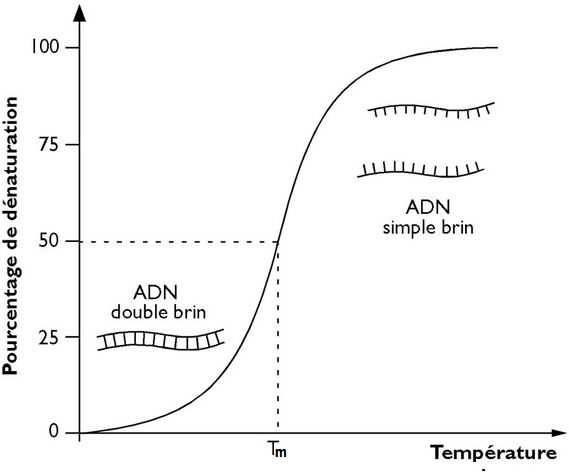 Pourcentage de dénaturation
100
75
50
25
0
ADN
simple brin
ADN
double brin
Tm
Température